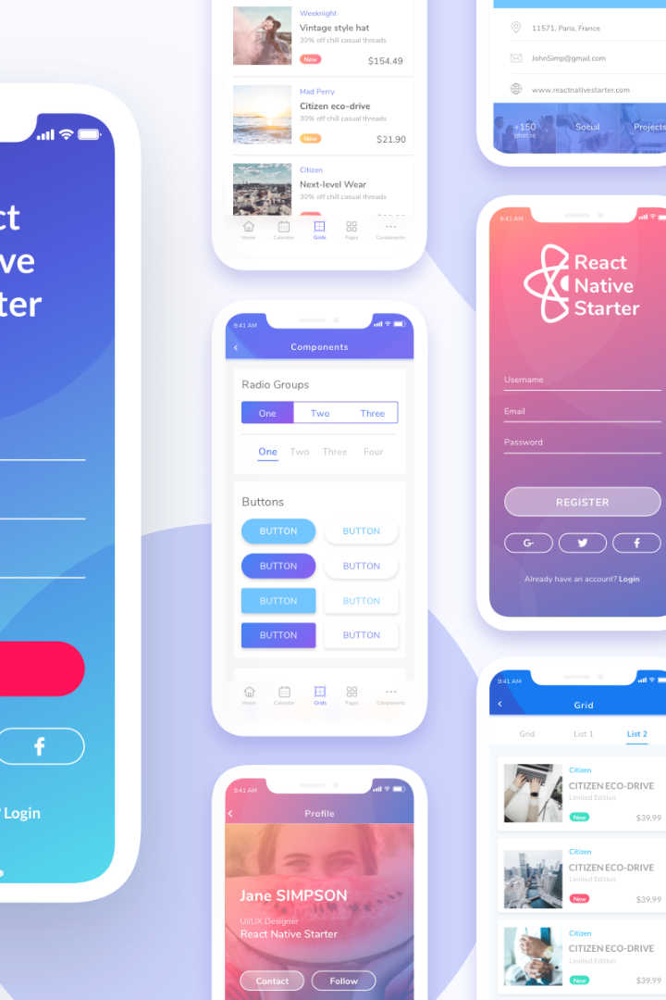 ct
ve
ter
Login
Weeknight
Vintage style hat
30% off chill casual threads
New
$154.49
Mad Perry
Citizen eco-drive
30% off chill casual threads
New
$21.90
Citizen
Next-level Wear
30% off chill casual threads
Home
Calendar
Grids
Pages
Components
9:41 AM
Components
Radio Groups
One
Two
Three
One
Two
Three
Four
Buttons
BUTTON
BUTTON
BUTTON
BUTTON
BUTTON
BUTTON
BUTTON
BUTTON
Home
Calendar
Grids
Pages
Components
9:41 AM
Profile
Jane SIMPSON
UI/UX Designer
React Native Starter
Contact
Follow
11571, Paris, France
JohnSimp@gmail.com
www.reactnativestarter.com
+150
photos
Social
Projects
9:41 AM
React
Native
Starter
Username
Email
Password
REGISTER
G+
Already have an account? Login
9:41 AM
Grid
Grid
List 1
List 2
Citizen
CITIZEN ECO-DRIVE
Limited Edition
New
$39.99
Citizen
CITIZEN ECO-DRIVE
Limited Edition
New
$39.99
Citizen
CITIZEN ECO-DRIVE
Limited Edition
New
$39.99